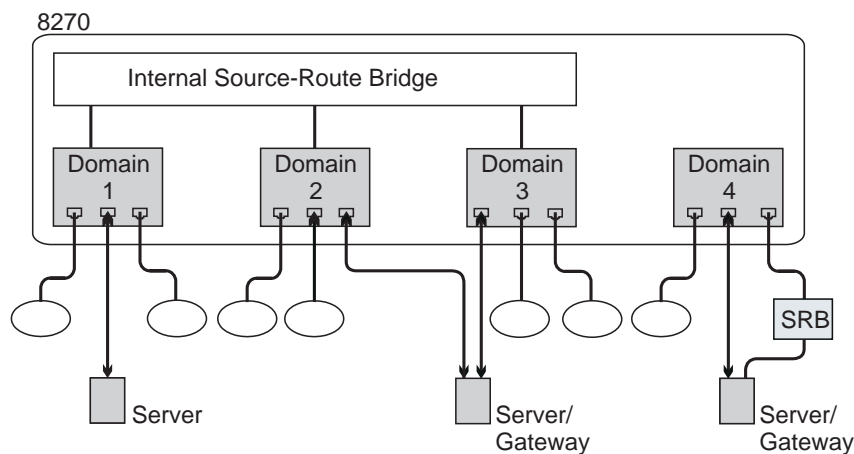 8270
Internal Source-Route Bridge
Domain
1
Domain
2
Domain
3
Domain
4
SRB
Server
Server/
Gateway
Server/
Gateway